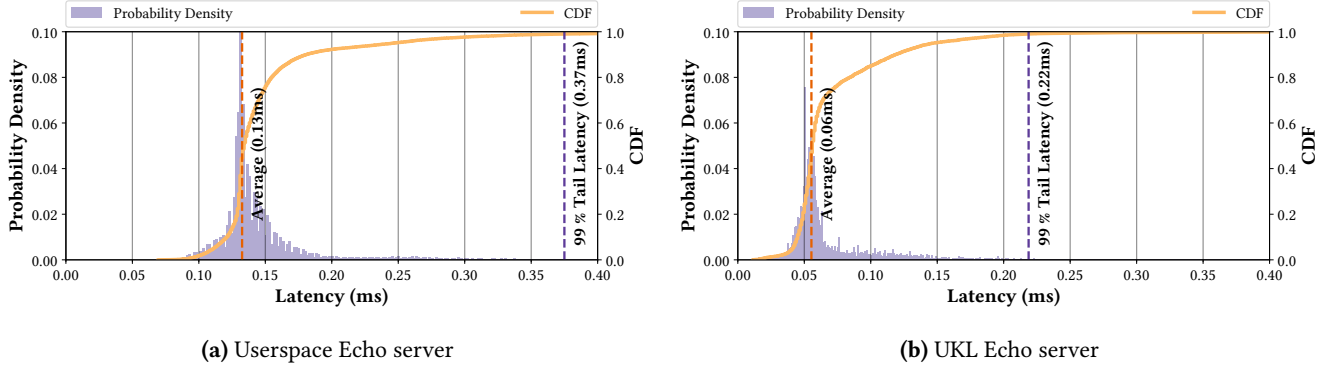 Probability Density CDF
0.10
0.08
0.06
0.04
0.02
0.00
Probability Density
1.0
0.8
0.6
0.4
0.2
0.0
CDF
Average (0.13ms)
99 % Tail Latency (0.37ms)
0.00 0.05 0.10 0.15 0.20 0.25 0.30 0.35 0.40
Latency (ms)
(a) Userspace Echo server
Probability Density CDF
0.10
0.08
0.06
0.04
0.02
0.00
Probability Density
1.0
0.8
0.6
0.4
0.2
0.0
CDF
Average (0.06ms)
99 % Tail Latency (0.22ms)
0.00 0.05 0.10 0.15 0.20 0.25 0.30 0.35 0.40
Latency (ms)
(b) UKL Echo server